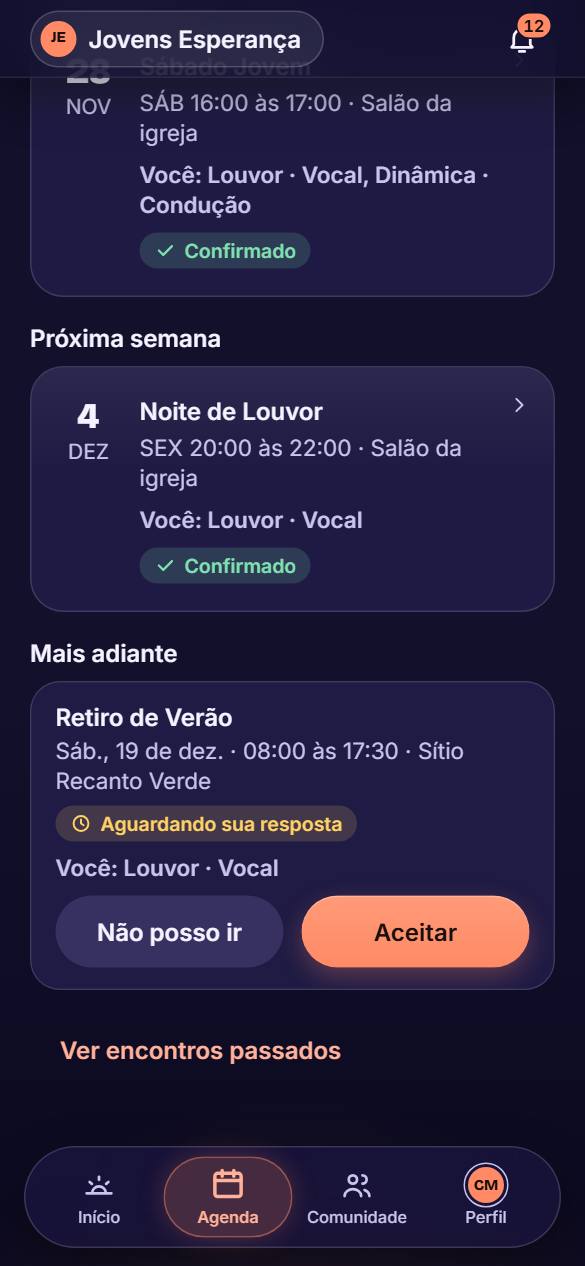 JE Jovens Esperança
12
28 Sábado Jovem
NOV SÁB 16:00 às 17:00 · Salão da
igreja
Você: Louvor · Vocal, Dinâmica ·
Condução
Confirmado
Próxima semana
4 Noite de Louvor
DEZ SEX 20:00 às 22:00 · Salão da
igreja
Você: Louvor · Vocal
Confirmado
Mais adiante
Retiro de Verão
Sáb., 19 de dez. · 08:00 às 17:30 · Sítio
Recanto Verde
Aguardando sua resposta
Você: Louvor · Vocal
Não posso ir Aceitar
Ver encontros passados
CM
Início Agenda Comunidade Perfil